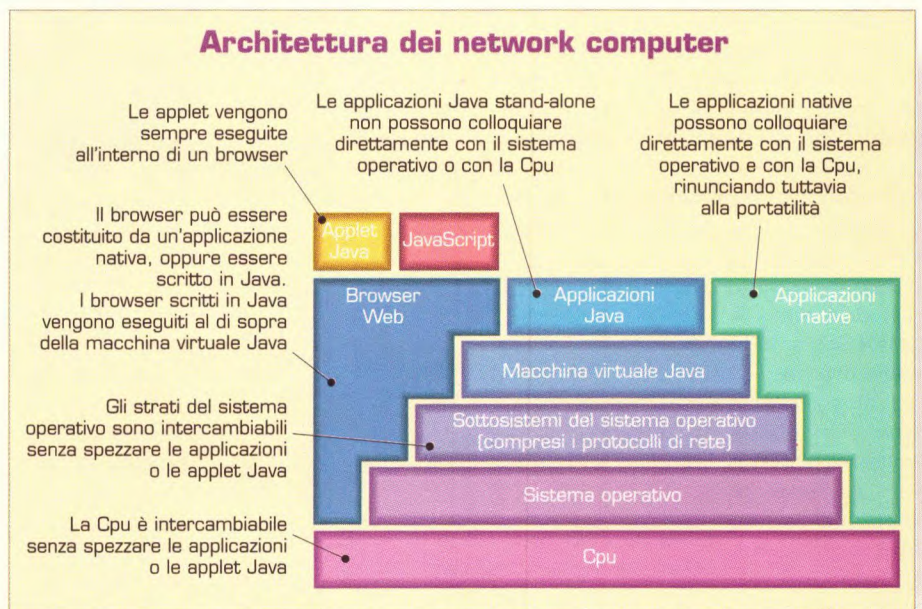 Architettura dei network computer
Le applet vengono
sempre eseguite
all'interno di un browser
Le applicazioni Java stand-alone
non possono colloquiare
direttamente con il sistema
operativo o con la Cpu
Le applicazioni native
possono colloquiare
direttamente con il sistema
operativo e con la Cpu,
rinunciando tuttavia
alla portatilità
Il browser può essere
costituito da un'applicazione
nativa, oppure essere
scritto in Java.
I browser scritti in Java
vengono eseguiti al di sopra
della macchina virtuale Java
Gli strati del sistema
operativo sono intercambiabili
senza spezzare le applicazioni
o le applet Java
La Cpu è intercambiabile
senza spezzare le applicazioni
o le applet Java
Applet
Java
JavaScript
Browser
Web
Applicazioni
Java
Applicazioni
native
Macchina virtuale Java
Sottosistemi del sistema operativo
(compresi i protocolli di rete)
Sistema operativo
Cpu